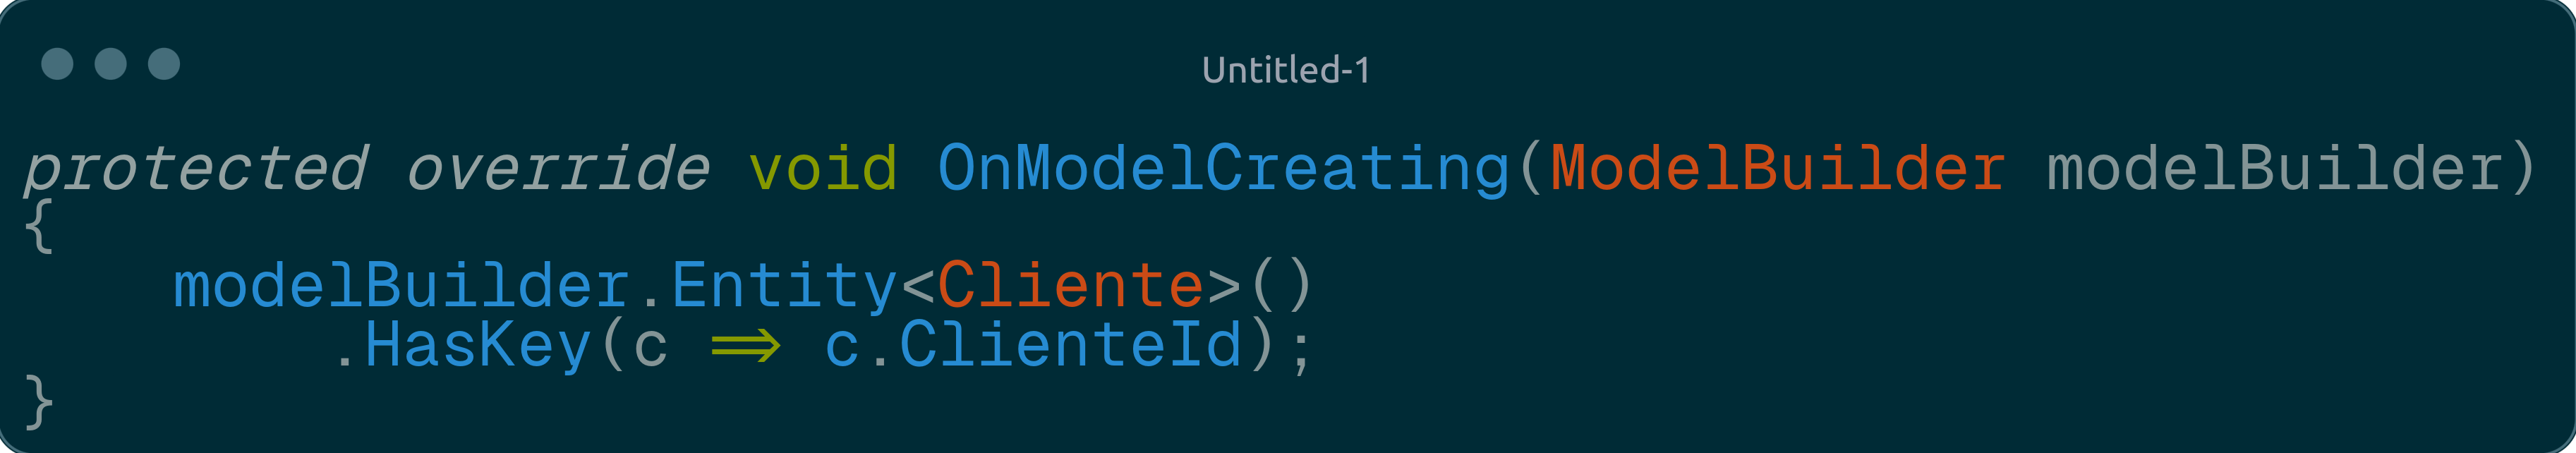 Untitled-1
protected override void OnModelCreating(ModelBuilder modelBuilder)
{
    modelBuilder.Entity<Cliente>()
        .HasKey(c => c.ClienteId);
}